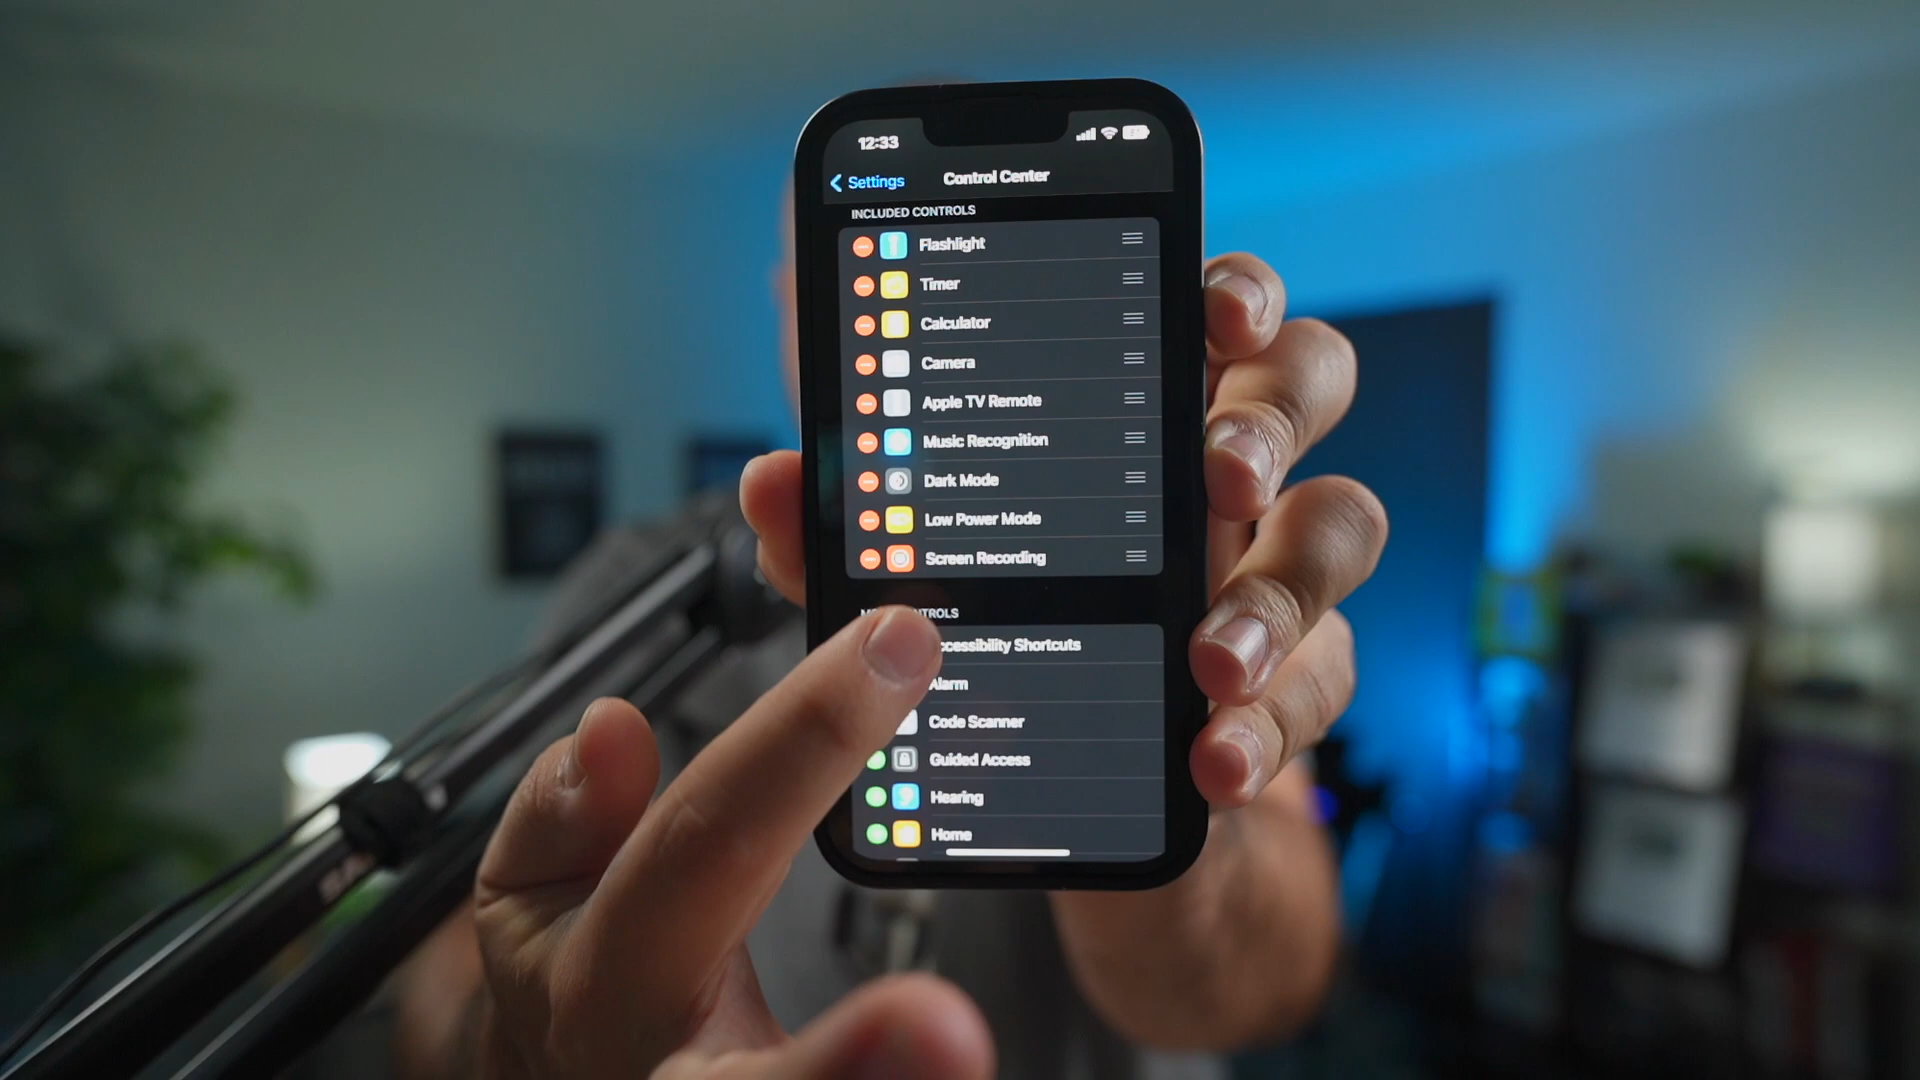 12:33
Settings
Control Center
INCLUDED CONTROLS
Flashlight
Timer
Calculator
Camera
Apple TV Remote
Music Recognition
Dark Mode
Low Power Mode
Screen Recording
ccessibility Shortcuts
Alarm
Code Scanner
Guided Access
Hearing
Home